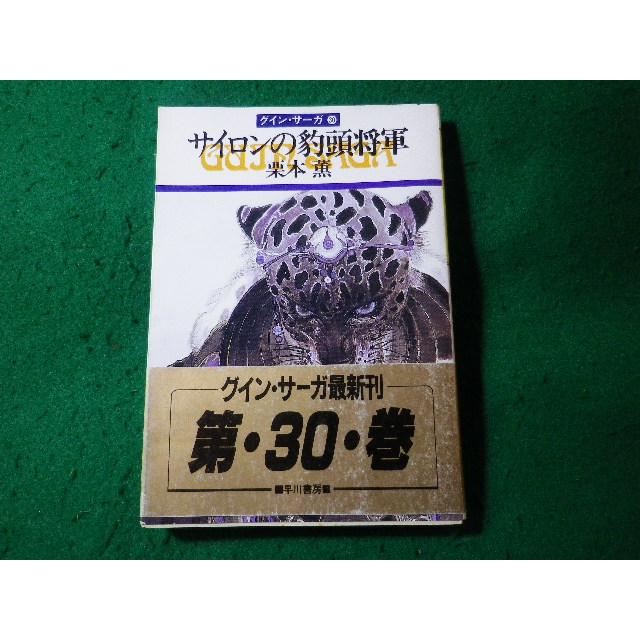 グイン・サーガ 30
サイロンの豹頭将軍
GUIN SAGA
栗本 薫
グイン・サーガ最新刊
第・30・巻
■早川書房■